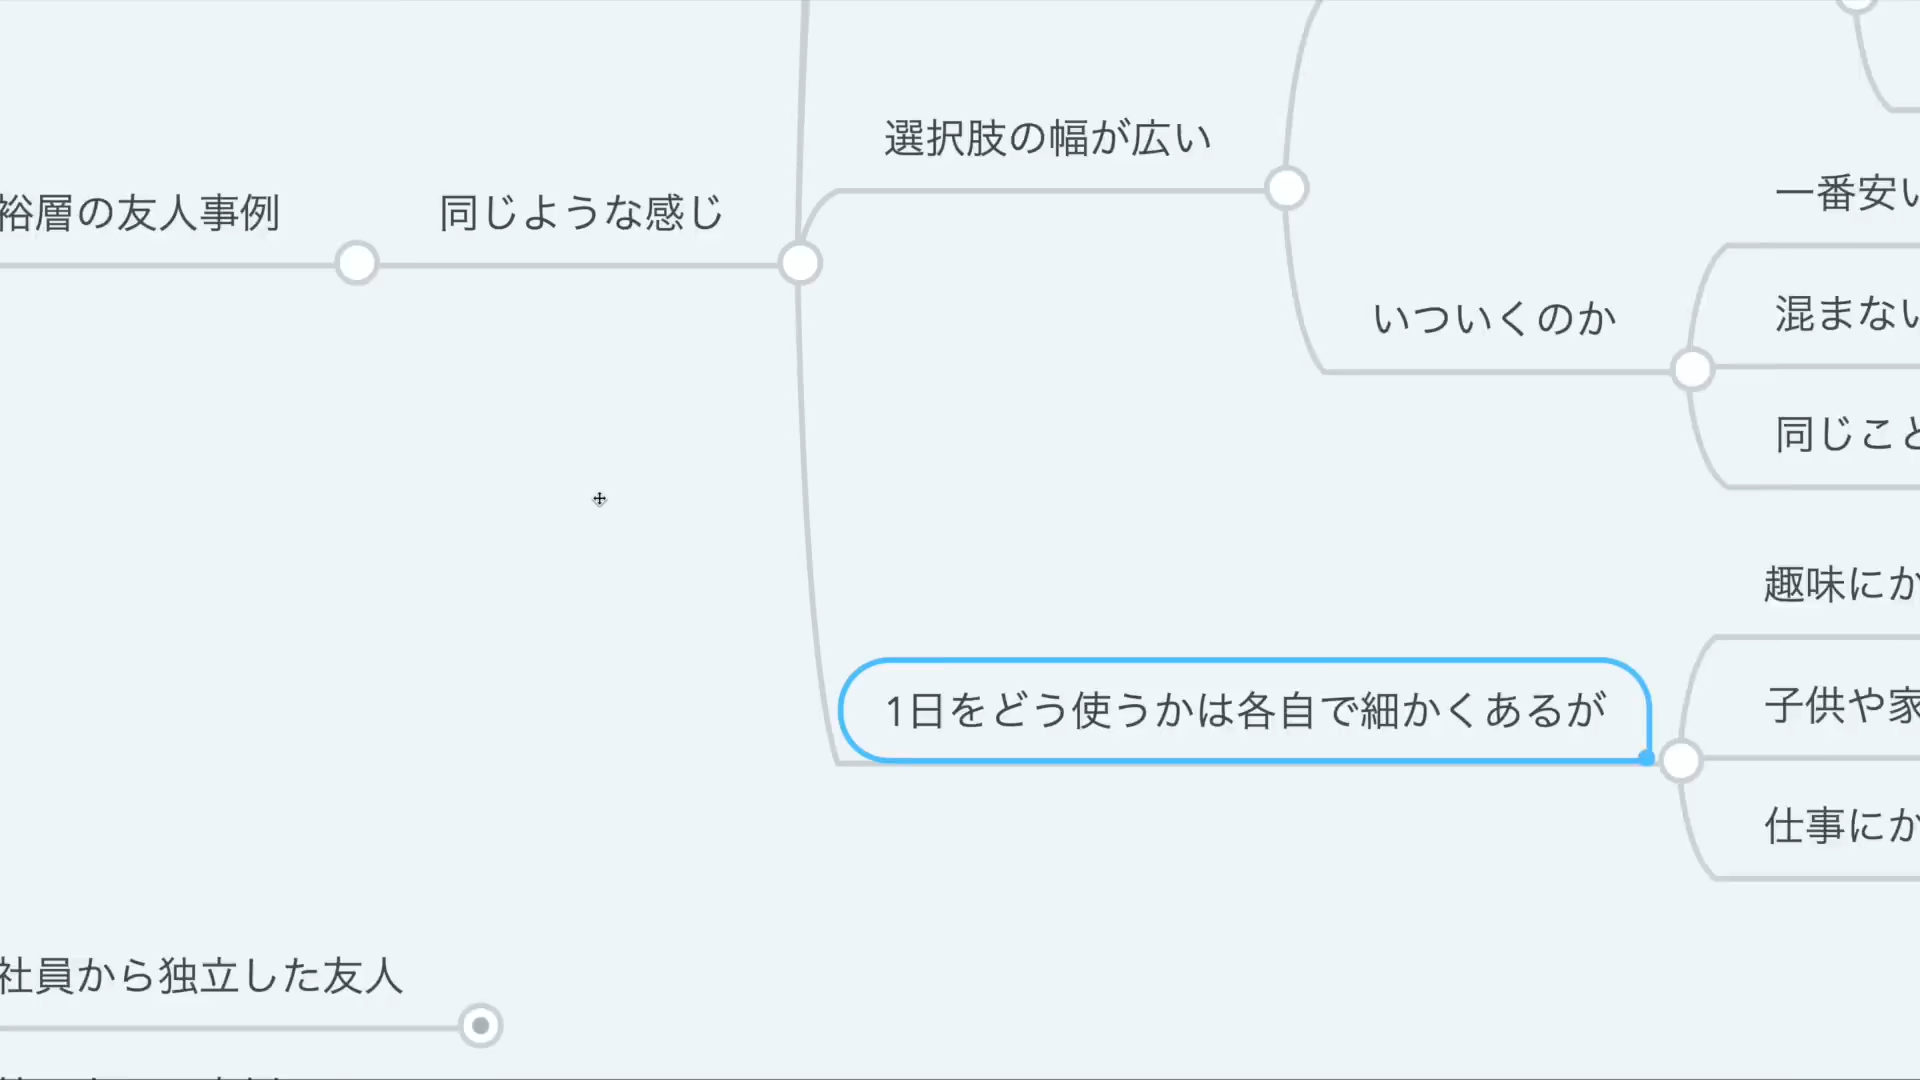 裕層の友人事例
同じような感じ
選択肢の幅が広い
いついくのか
一番安い
混まない
同じこと
1日をどう使うかは各自で細かくあるが
趣味にか
子供や家
仕事にか
社員から独立した友人